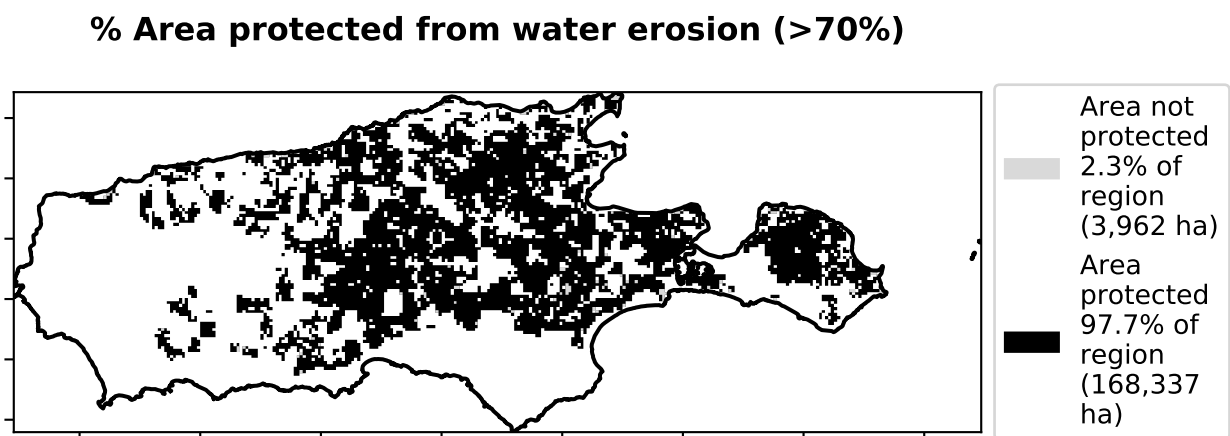 % Area protected from water erosion (>70%)
Area not
protected
2.3% of
region
(3,962 ha)
Area
protected
97.7% of
region
(168,337
ha)